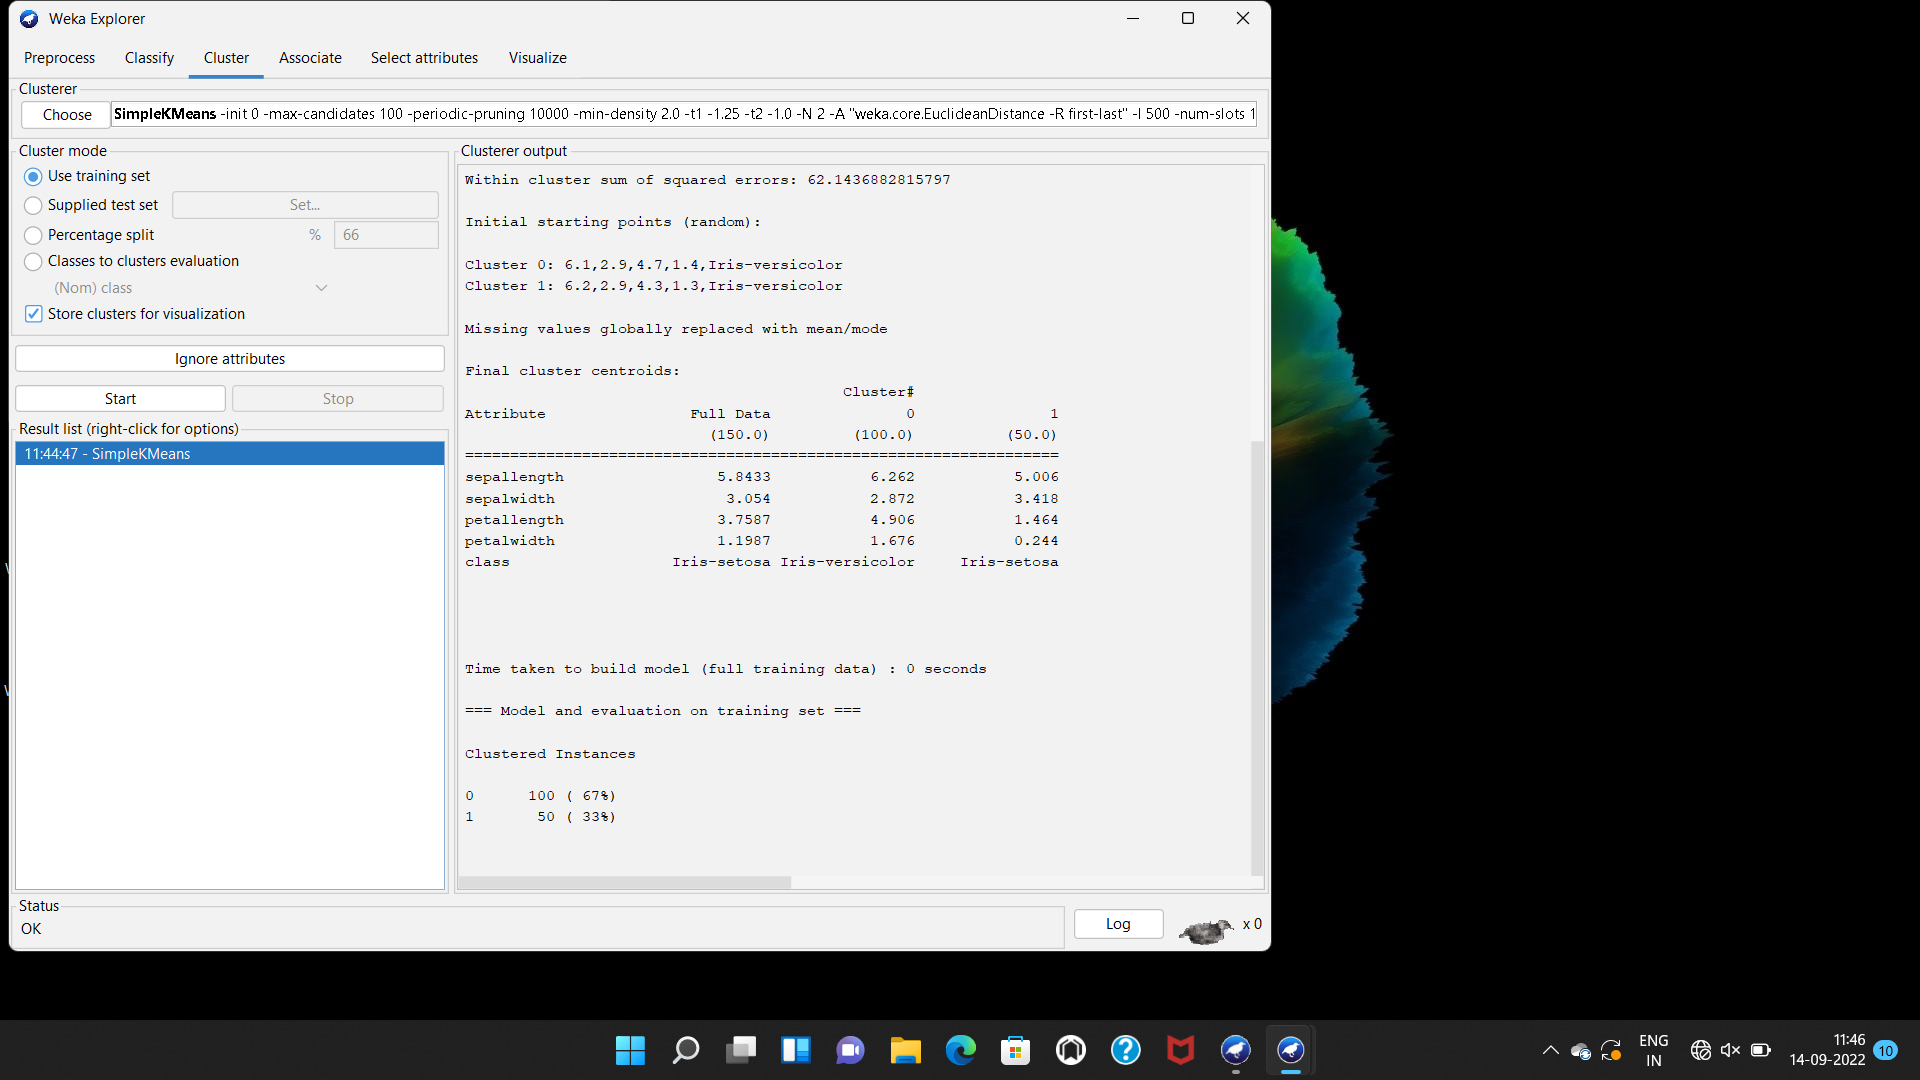 Weka Explorer
Preprocess Classify Cluster Associate Select attributes Visualize
Clusterer
Choose SimpleKMeans -init 0 -max-candidates 100 -periodic-pruning 10000 -min-density 2.0 -t1 -1.25 -t2 -1.0 -N 2 -A "weka.core.EuclideanDistance -R first-last" -I 500 -num-slots 1
Cluster mode
Use training set
Supplied test set Set...
Percentage split % 66
Classes to clusters evaluation
(Nom) class
Store clusters for visualization
Ignore attributes
Start Stop
Result list (right-click for options)
11:44:47 - SimpleKMeans
Clusterer output
Within cluster sum of squared errors: 62.1436882815797
Initial starting points (random):
Cluster 0: 6.1,2.9,4.7,1.4,Iris-versicolor
Cluster 1: 6.2,2.9,4.3,1.3,Iris-versicolor
Missing values globally replaced with mean/mode
Final cluster centroids:
Cluster#
Attribute Full Data 0 1
(150.0) (100.0) (50.0)
==================================================================
sepallength 5.8433 6.262 5.006
sepalwidth 3.054 2.872 3.418
petallength 3.7587 4.906 1.464
petalwidth 1.1987 1.676 0.244
class Iris-setosa Iris-versicolor Iris-setosa
Time taken to build model (full training data) : 0 seconds
=== Model and evaluation on training set ===
Clustered Instances
0 100 ( 67%)
1 50 ( 33%)
Status
OK
Log x 0
ENG
IN
11:46
14-09-2022
10